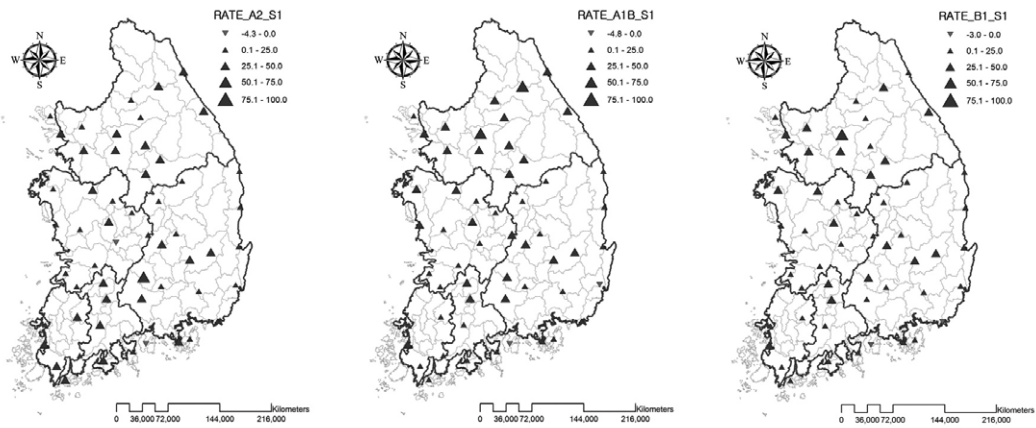 RATE_A2_S1
N
W E
S
-4.3 - 0.0
0.1 - 25.0
25.1 - 50.0
50.1 - 75.0
75.1 - 100.0
Kilometers
0 36,000 72,000 144,000 216,000
RATE_A1B_S1
N
W E
S
-4.8 - 0.0
0.1 - 25.0
25.1 - 50.0
50.1 - 75.0
75.1 - 100.0
Kilometers
0 36,000 72,000 144,000 216,000
RATE_B1_S1
N
W E
S
-3.0 - 0.0
0.1 - 25.0
25.1 - 50.0
50.1 - 75.0
75.1 - 100.0
Kilometers
0 36,000 72,000 144,000 216,000